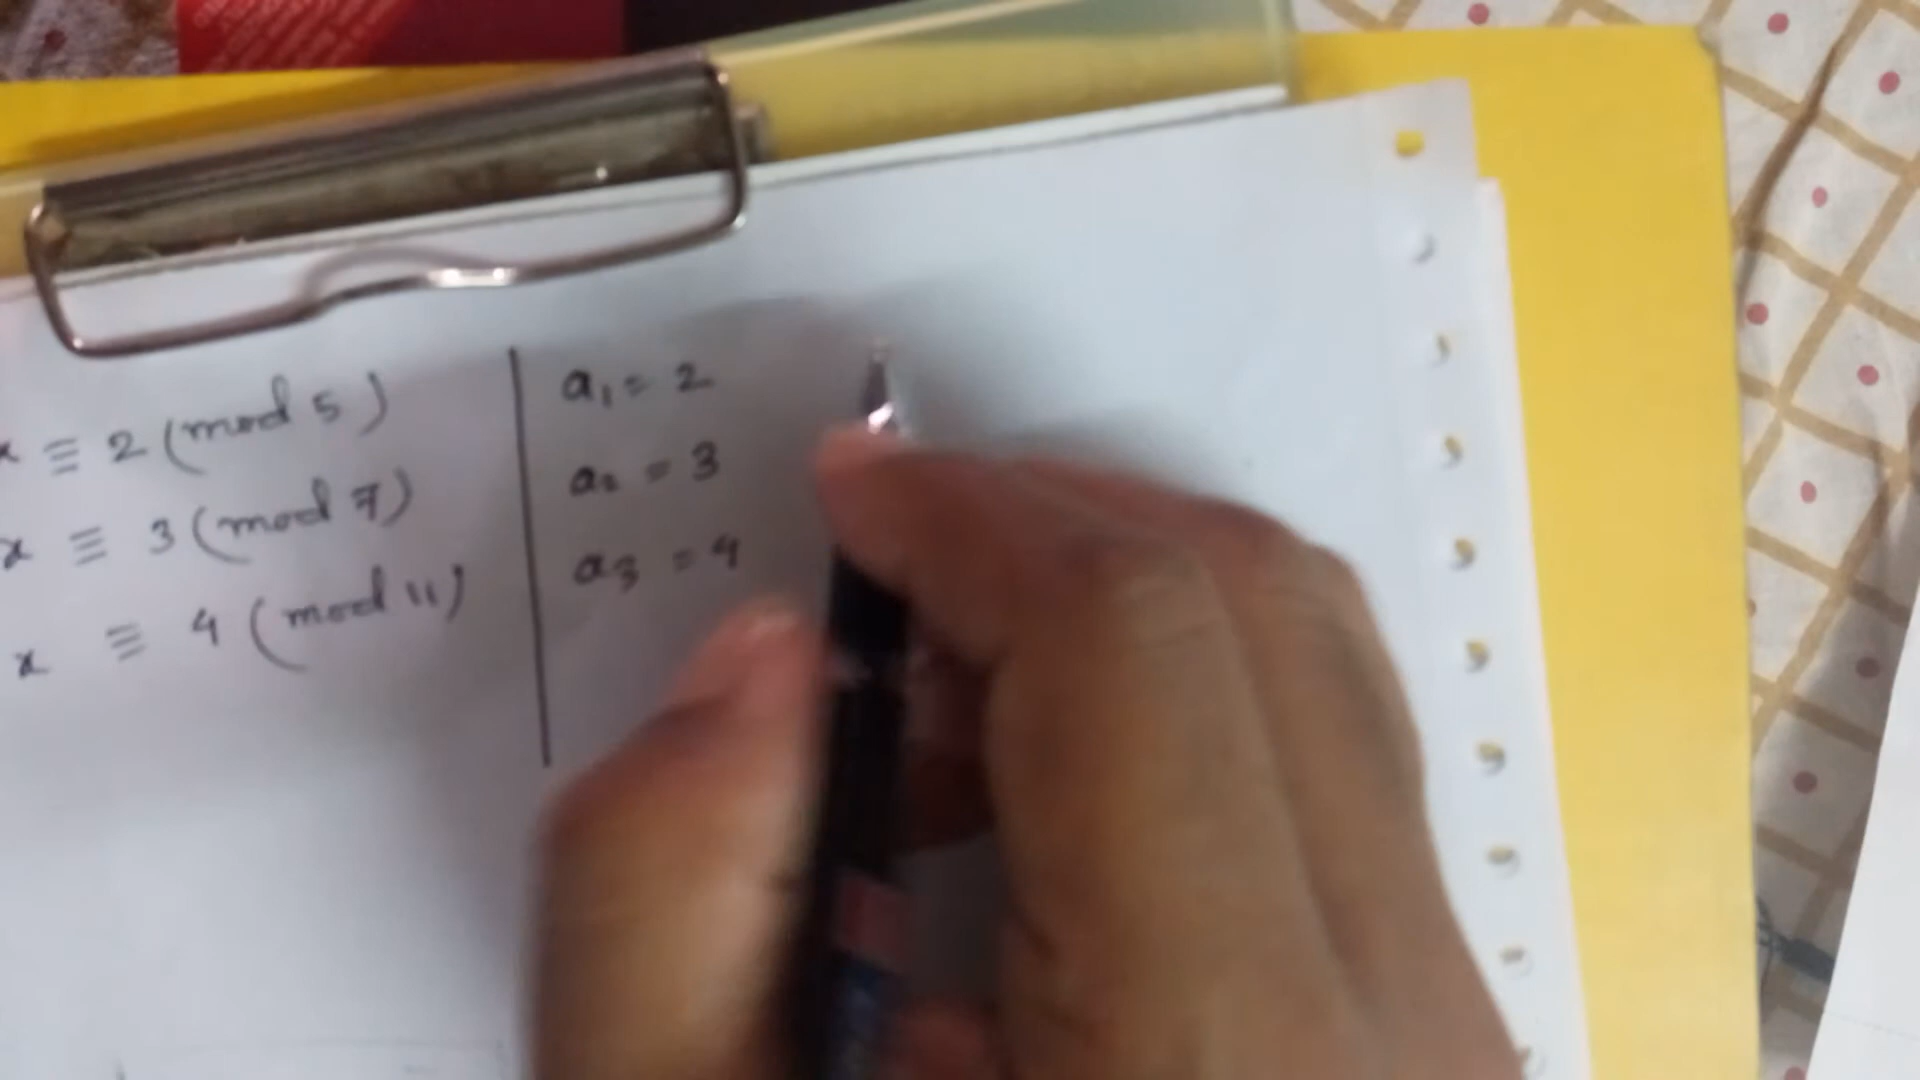 x ≡ 2 (mod 5)
x ≡ 3 (mod 7)
x ≡ 4 (mod 11)
a₁ = 2
a₂ = 3
a₃ = 4